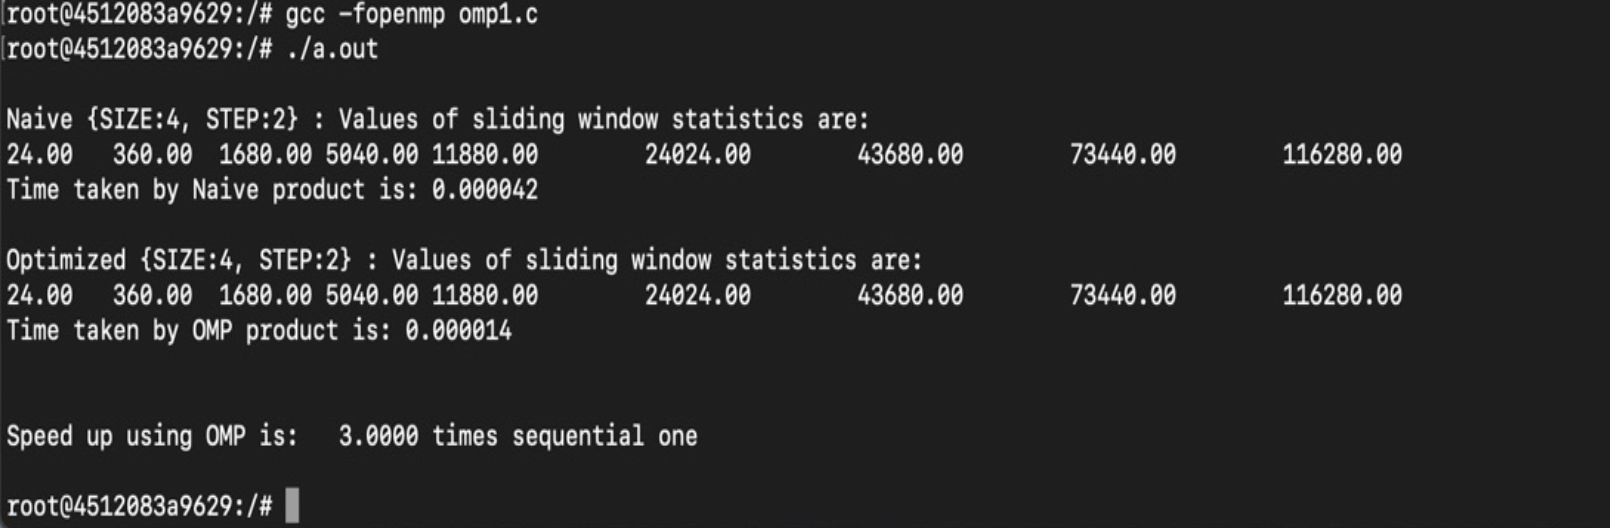 [root@4512083a9629:/# gcc -fopenmp omp1.c
[root@4512083a9629:/# ./a.out
Naive {SIZE:4, STEP:2} : Values of sliding window statistics are:
24.00 360.00 1680.00 5040.00 11880.00 24024.00 43680.00 73440.00 116280.00
Time taken by Naive product is: 0.000042
Optimized {SIZE:4, STEP:2} : Values of sliding window statistics are:
24.00 360.00 1680.00 5040.00 11880.00 24024.00 43680.00 73440.00 116280.00
Time taken by OMP product is: 0.000014
Speed up using OMP is: 3.0000 times sequential one
root@4512083a9629:/#